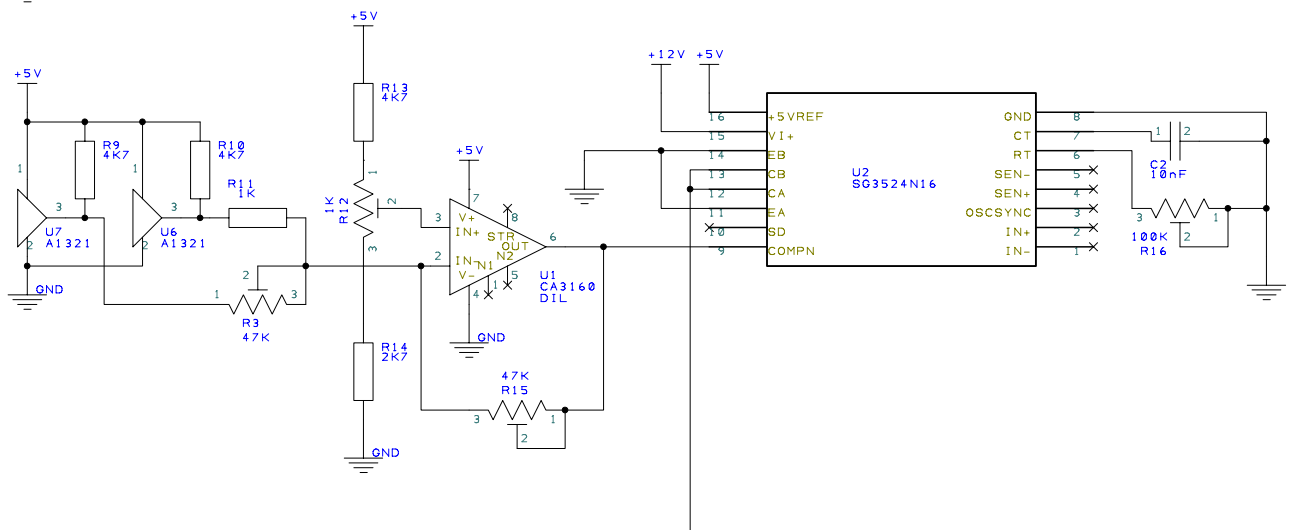 +5V
+12V
+5V
+5V
R13
4K7
R9
4K7
R10
4K7
1
1
R11
1K
3
3
U7
A1321
U6
A1321
2
2
GND
1
2
3
R3
47K
1
1K
R12
2
3
R14
2K7
GND
+5V
7
3
V+
IN+
8
STR
OUT
6
2
IN-
N1
N2
V-
4
1
5
U1
CA3160
DIL
GND
47K
R15
3
1
2
16
+5VREF
15
VI+
14
EB
13
CB
12
CA
11
EA
10
SD
9
COMPN
U2
SG3524N16
GND
8
CT
7
RT
6
SEN-
5
SEN+
4
OSCSYNC
3
IN+
2
IN-
1
1
2
C2
10nF
3
1
100K
2
R16